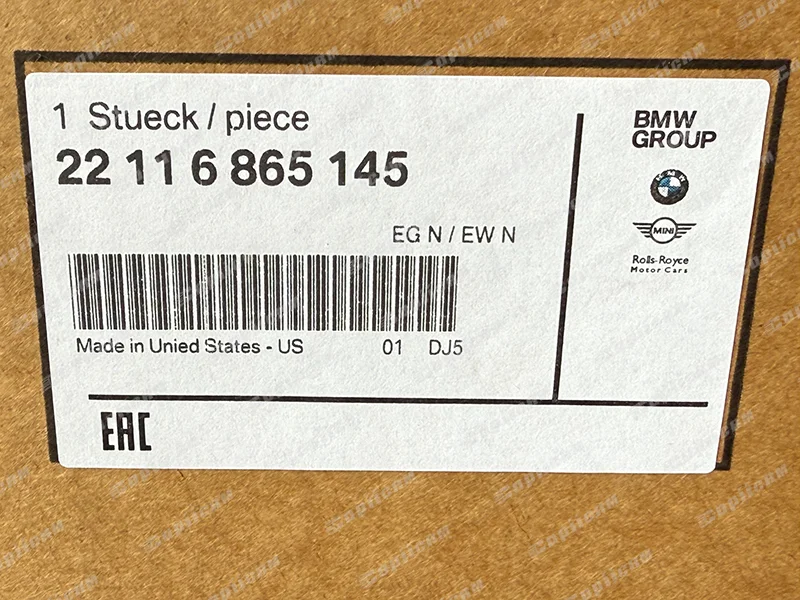 1 Stueck / piece
22 11 6 865 145
EG N / EW N
Made in Unied States - US 01 DJ5
EAC
BMW
GROUP
BMW
MINI
Rolls-Royce
Motor Cars